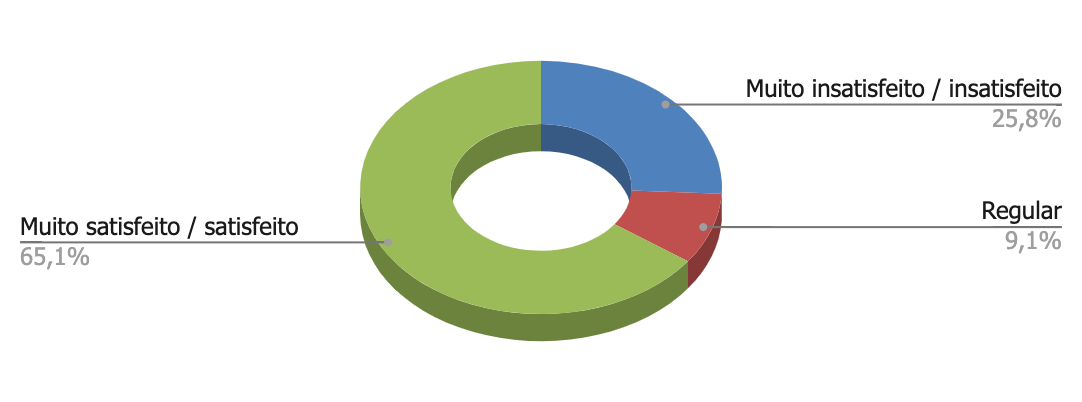 Muito insatisfeito / insatisfeito
25,8%
Regular
9,1%
Muito satisfeito / satisfeito
65,1%